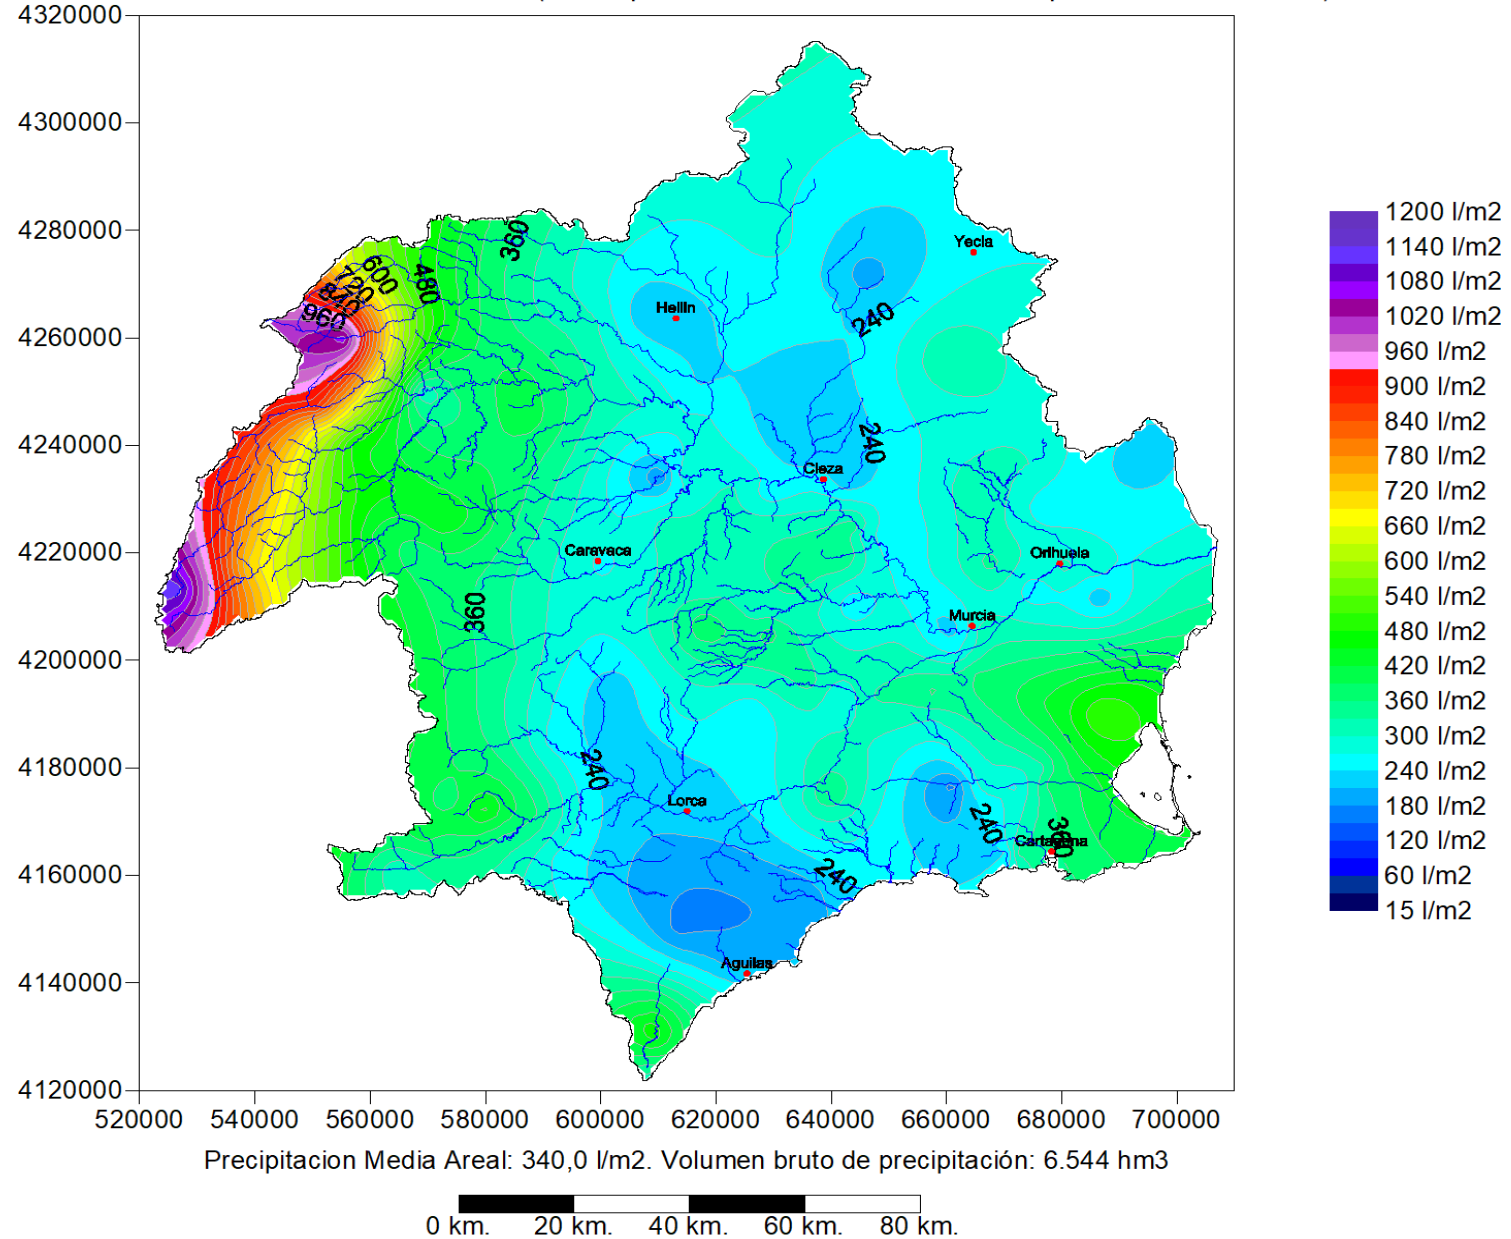 4320000
4300000
4280000
4260000
4240000
4220000
4200000
4180000
4160000
4140000
4120000
520000 540000 560000 580000 600000 620000 640000 660000 680000 700000
360
600
480
720
840
960
Yecla
Hellin
240
240
Cieza
Caravaca
Orihuela
360
Murcia
240
Lorca
240
360
Cartagena
240
Aguilas
1200 l/m2
1140 l/m2
1080 l/m2
1020 l/m2
960 l/m2
900 l/m2
840 l/m2
780 l/m2
720 l/m2
660 l/m2
600 l/m2
540 l/m2
480 l/m2
420 l/m2
360 l/m2
300 l/m2
240 l/m2
180 l/m2
120 l/m2
60 l/m2
15 l/m2
Precipitacion Media Areal: 340,0 l/m2. Volumen bruto de precipitación: 6.544 hm3
0 km. 20 km. 40 km. 60 km. 80 km.